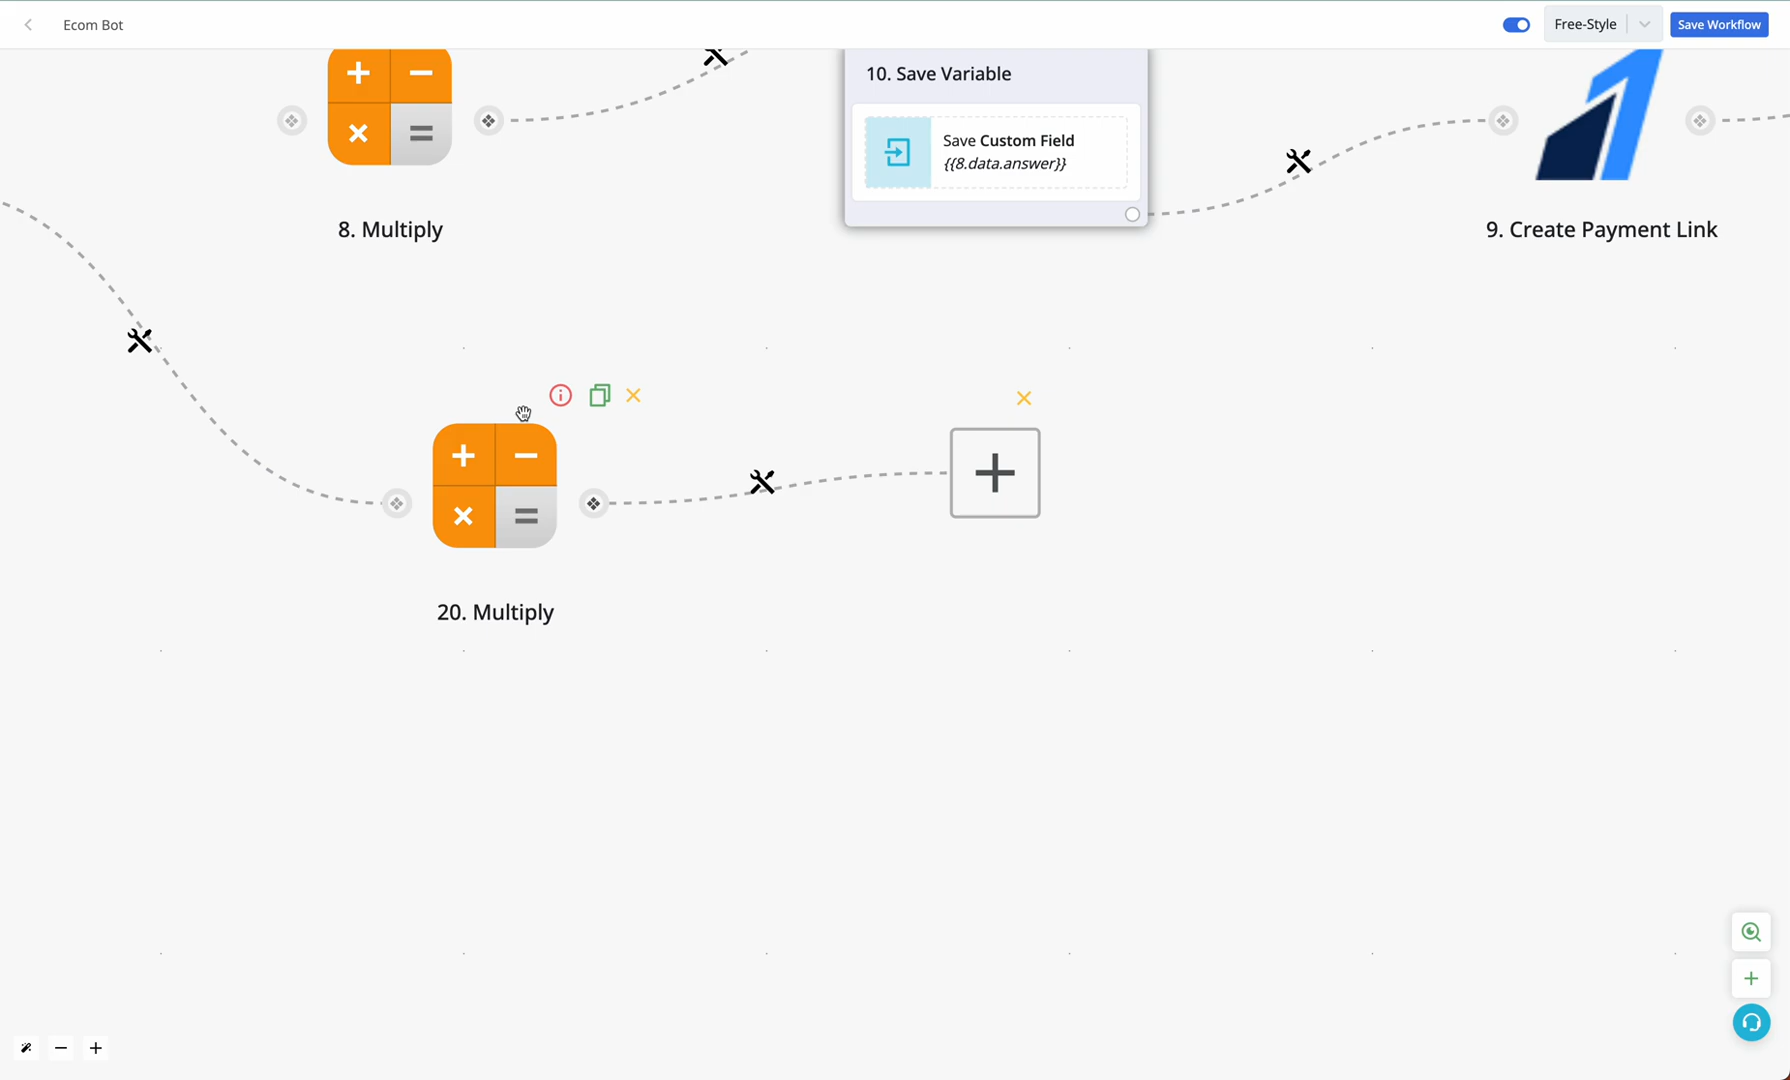 Ecom Bot
Free-Style
Save Workflow
10. Save Variable
Save Custom Field
{{8.data.answer}}
8. Multiply
9. Create Payment Link
20. Multiply